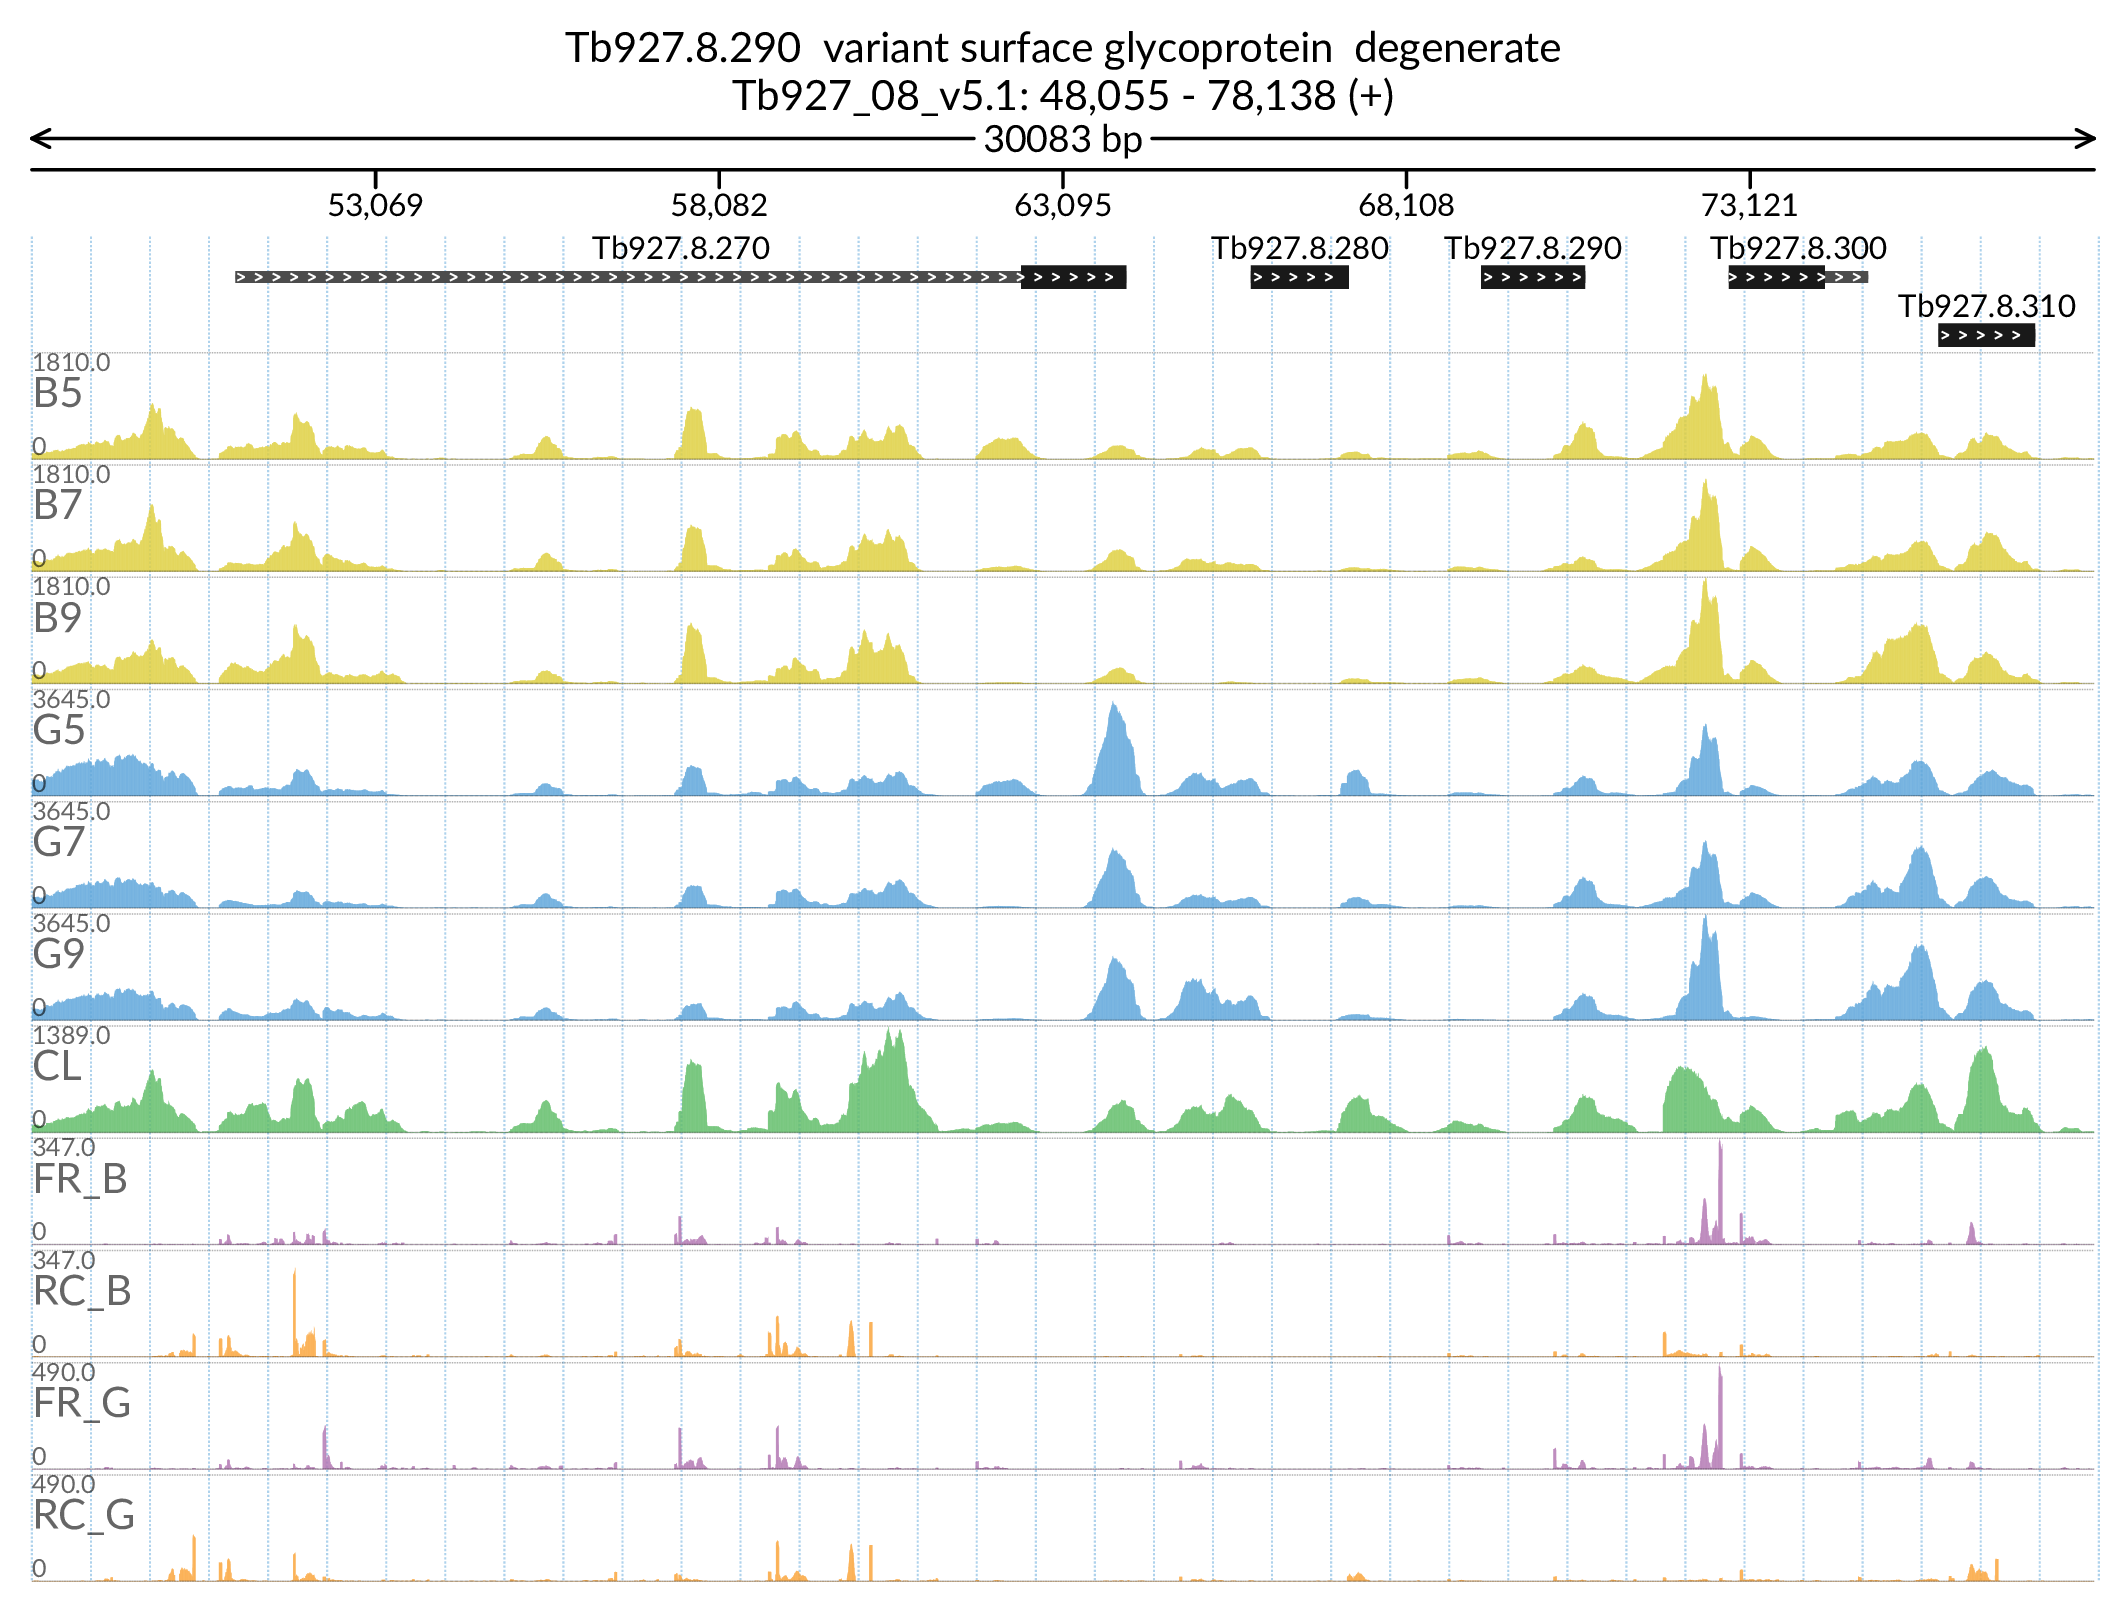 Tb927.8.290 variant surface glycoprotein degenerate
Tb927_08_v5.1: 48,055 - 78,138 (+)
30083 bp
53,069 58,082 63,095 68,108 73,121
Tb927.8.270 Tb927.8.280 Tb927.8.290 Tb927.8.300
Tb927.8.310
1810.0
B5
0
1810.0
B7
0
1810.0
B9
0
3645.0
G5
0
3645.0
G7
0
3645.0
G9
0
1389.0
CL
0
347.0
FR_B
0
347.0
RC_B
0
490.0
FR_G
0
490.0
RC_G
0